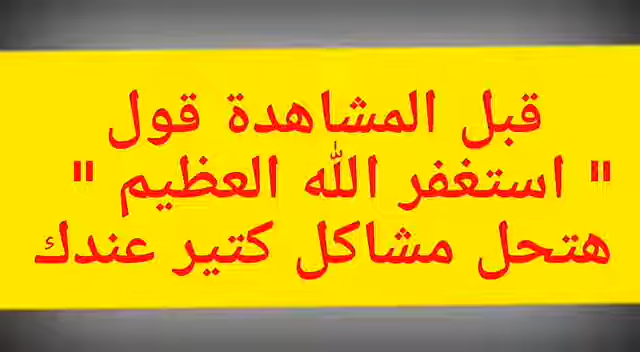 قبل المشاهدة قول
" استغفر الله العظيم "
هتحل مشاكل كتير عندك